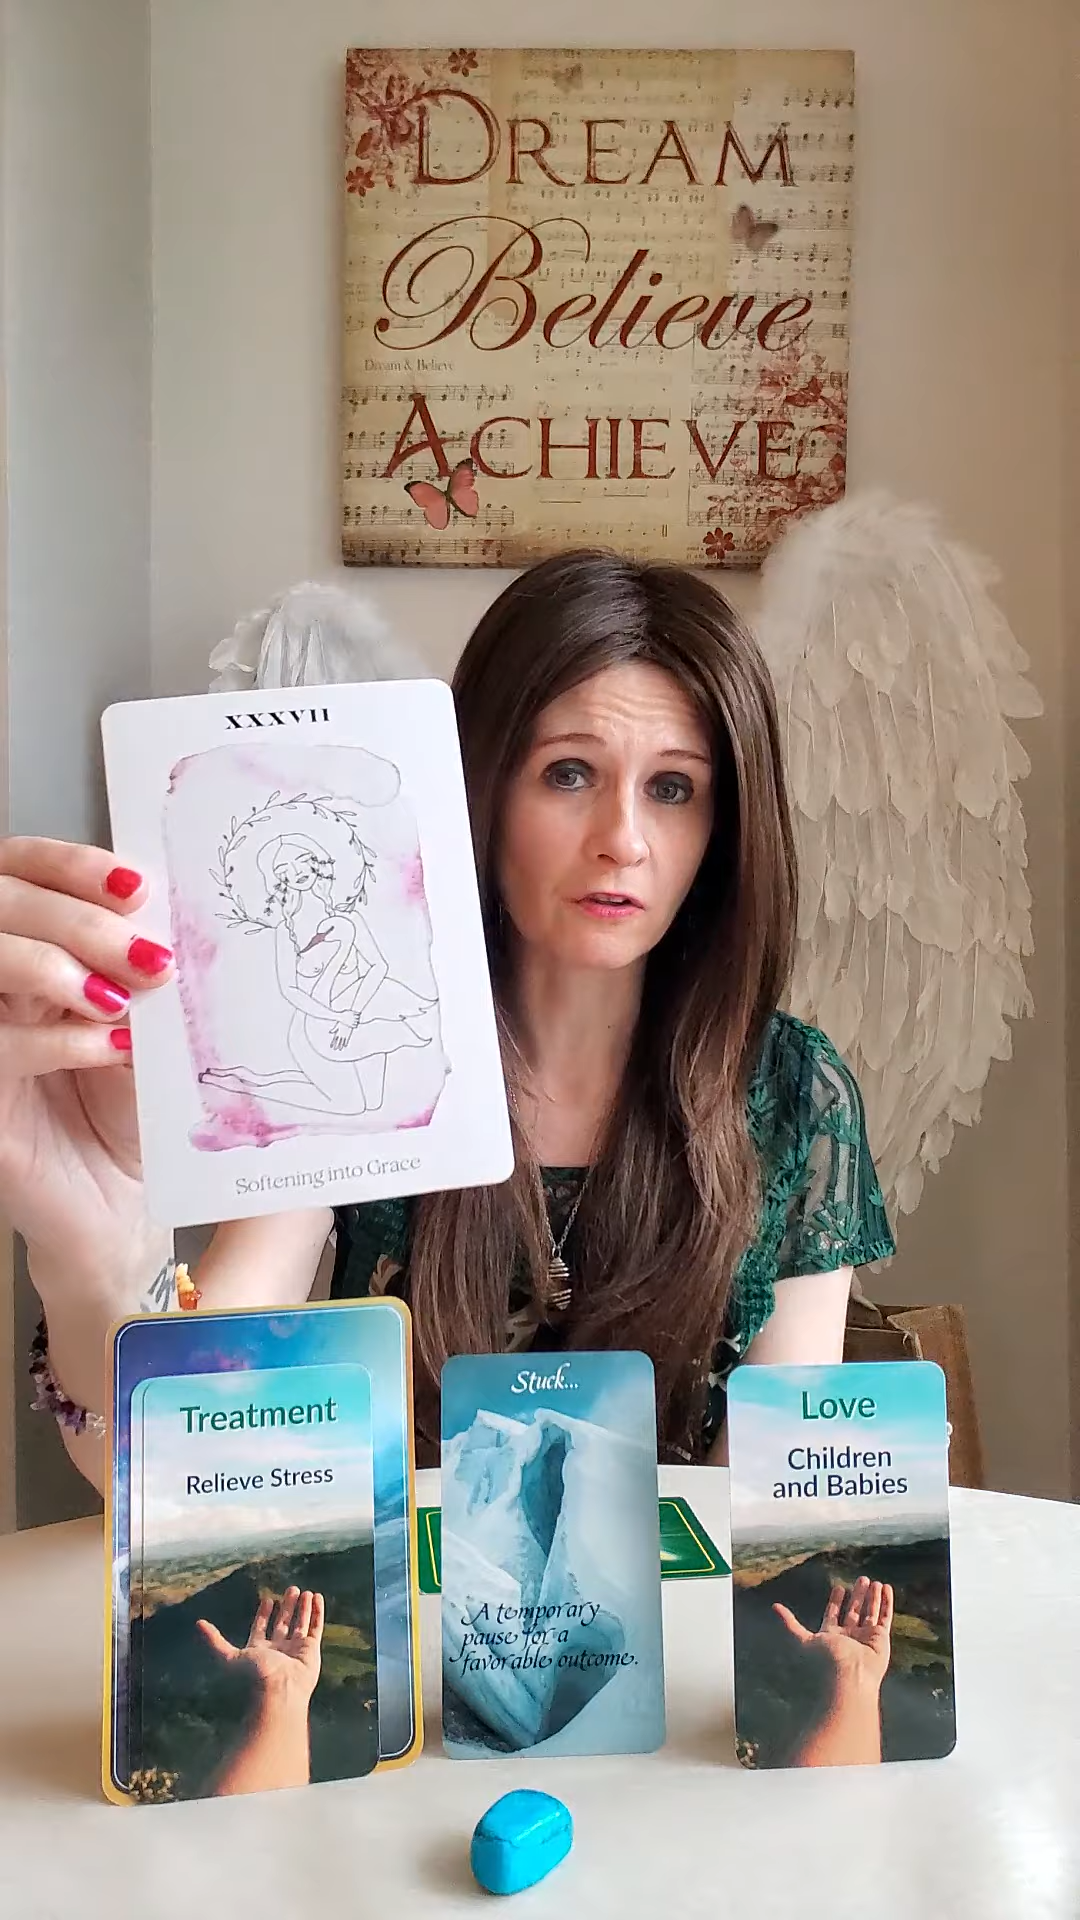 DREAM
Believe
Dream & Believe
ACHIEVE
XXXVII
Softening into Grace
Treatment
Relieve Stress
Stuck...
A temporary
pause for a
favorable outcome.
Love
Children
and Babies